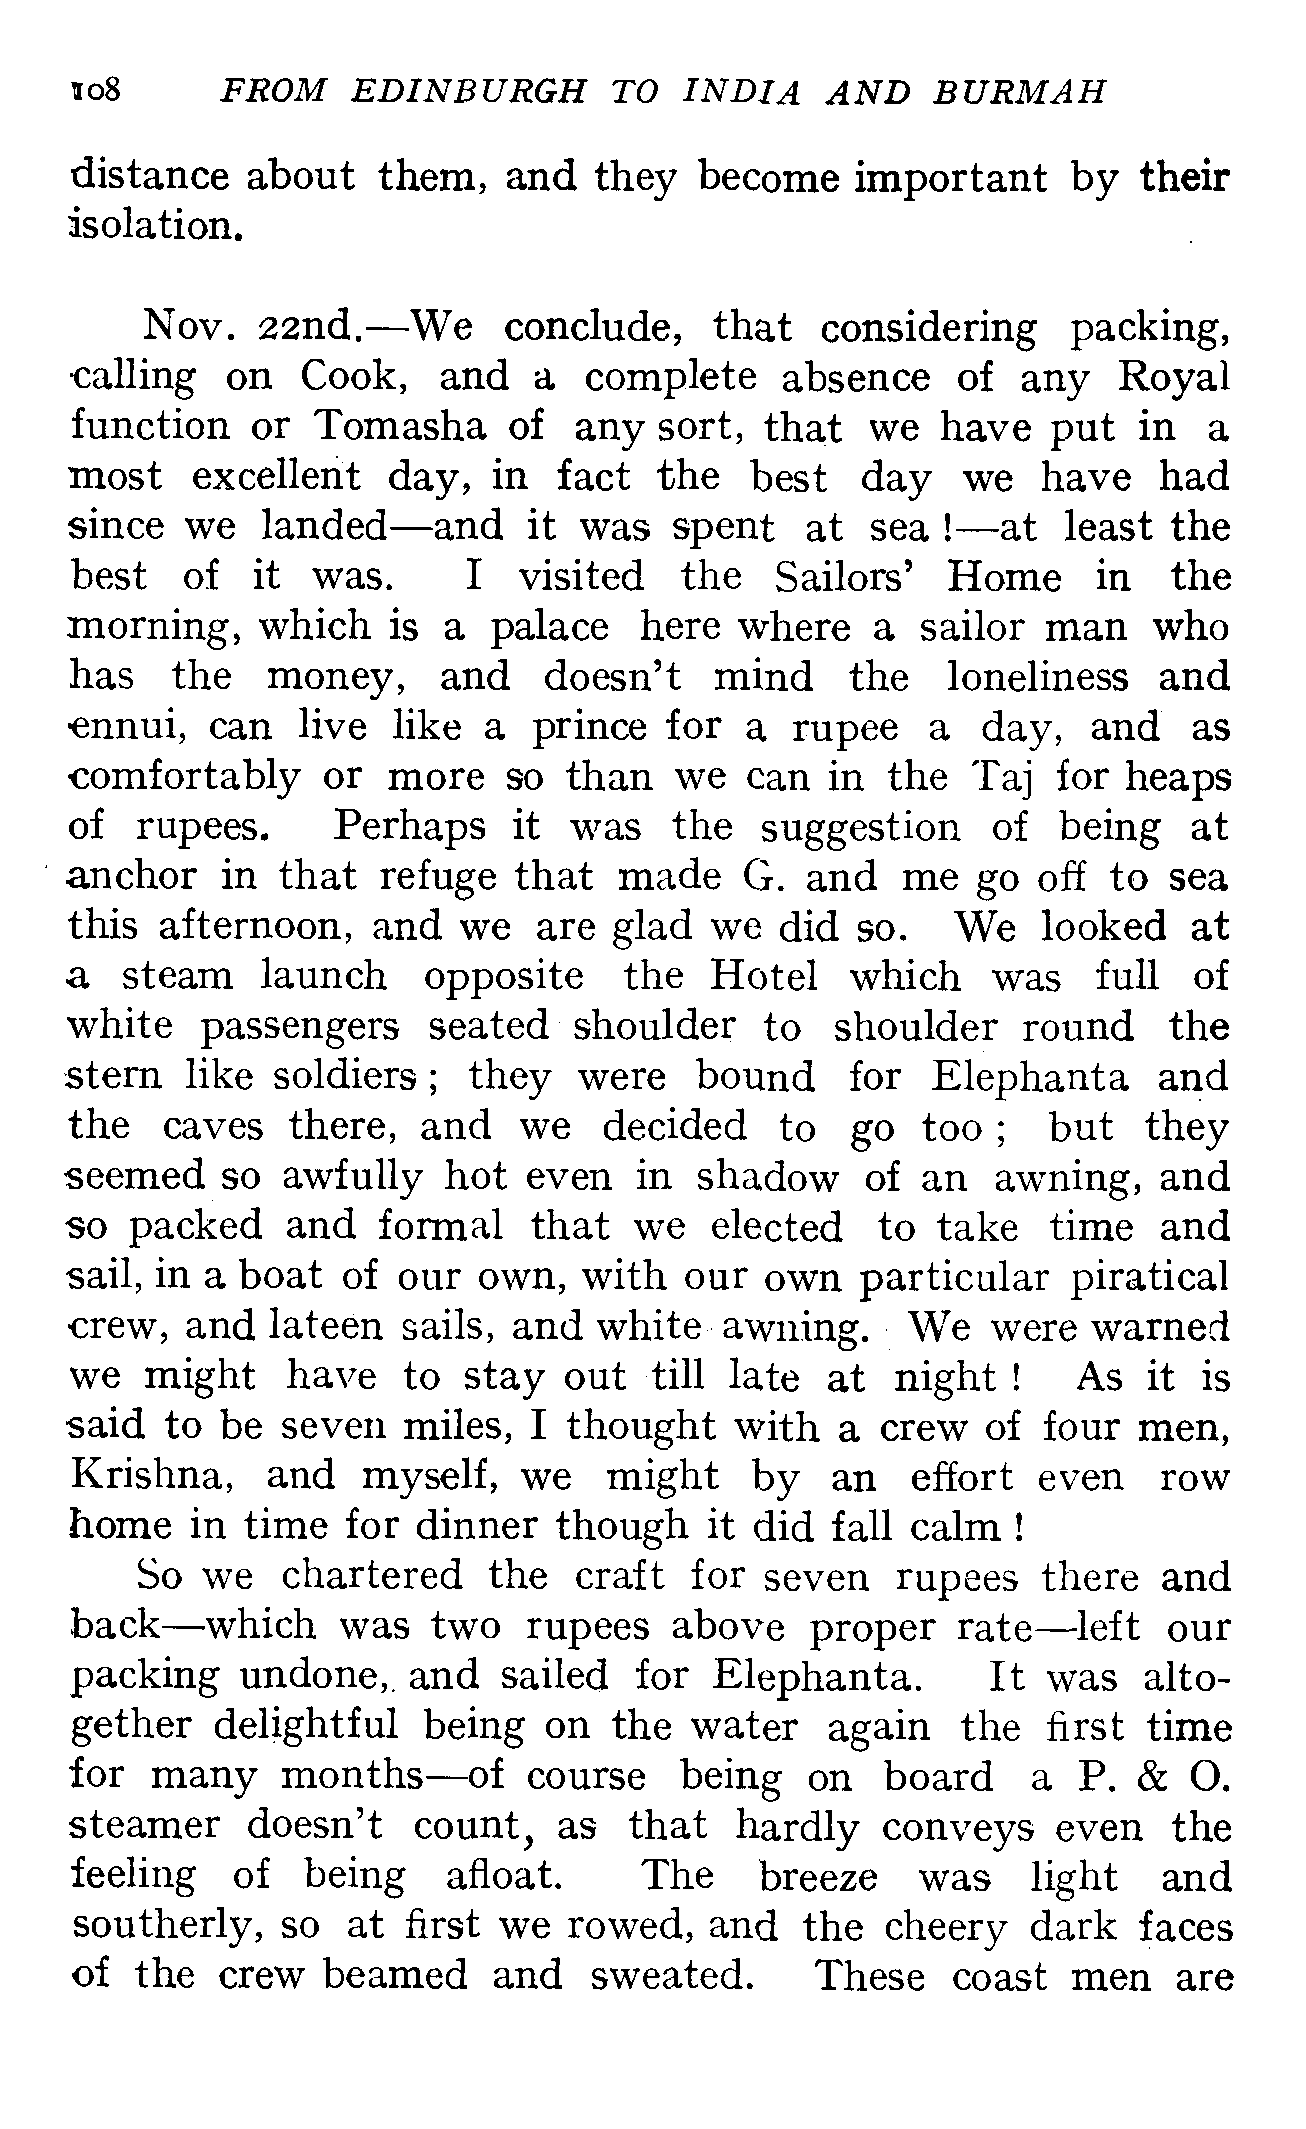 108 FROM EDINBURGH TO INDIA AND BURMAH
distance about them, and they become important by their
isolation.
Nov. 22nd.—We conclude, that considering packing,
calling on Cook, and a complete absence of any Royal
function or Tomasha of any sort, that we have put in a
most excellent day, in fact the best day we have had
since we landed—and it was spent at sea !—at least the
best of it was. I visited the Sailors' Home in the
morning, which is a palace here where a sailor man who
has the money, and doesn't mind the loneliness and
ennui, can live like a prince for a rupee a day, and as
comfortably or more so than we can in the Taj for heaps
of rupees. Perhaps it was the suggestion of being at
anchor in that refuge that made G. and me go off to sea
this afternoon, and we are glad we did so. We looked at
a steam launch opposite the Hotel which was full of
white passengers seated shoulder to shoulder round the
stern like soldiers ; they were bound for Elephanta and
the caves there, and we decided to go too ; but they
seemed so awfully hot even in shadow of an awning, and
so packed and formal that we elected to take time and
sail, in a boat of our own, with our own particular piratical
crew, and lateen sails, and white awning. We were warned
we might have to stay out till late at night ! As it is
said to be seven miles, I thought with a crew of four men,
Krishna, and myself, we might by an effort even row
home in time for dinner though it did fall calm !
So we chartered the craft for seven rupees there and
back—which was two rupees above proper rate—left our
packing undone, and sailed for Elephanta. It was alto-
gether delightful being on the water again the first time
for many months—of course being on board a P. & O.
steamer doesn't count, as that hardly conveys even the
feeling of being afloat. The breeze was light and
southerly, so at first we rowed, and the cheery dark faces
of the crew beamed and sweated. These coast men are